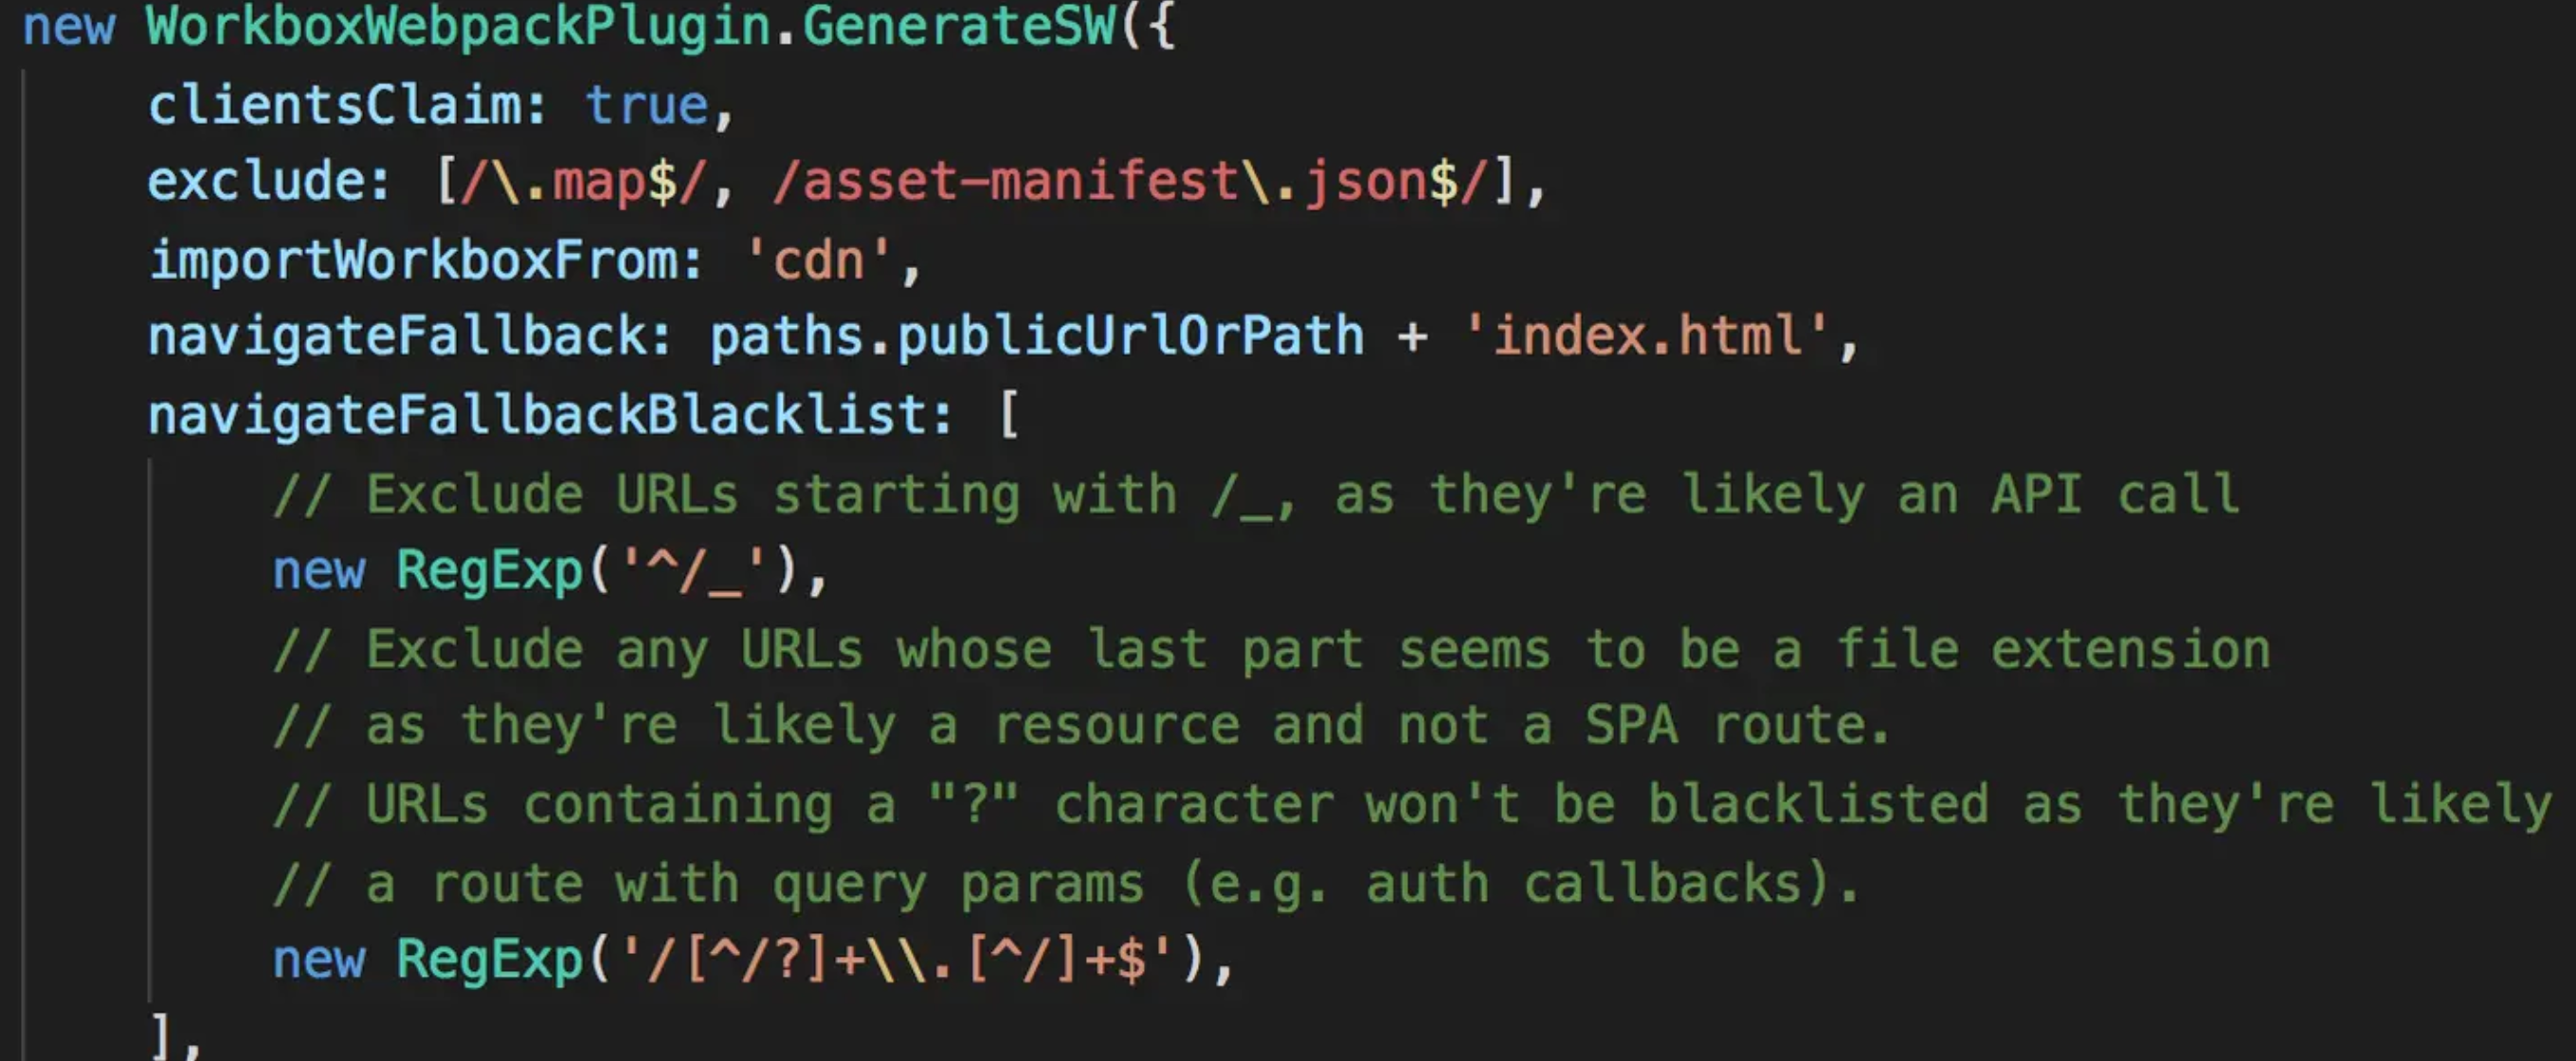 new WorkboxWebpackPlugin.GenerateSW({
    clientsClaim: true,
    exclude: [/\.map$/, /asset-manifest\.json$/],
    importWorkboxFrom: 'cdn',
    navigateFallback: paths.publicUrlOrPath + 'index.html',
    navigateFallbackBlacklist: [
        // Exclude URLs starting with /_, as they're likely an API call
        new RegExp('^/_'),
        // Exclude any URLs whose last part seems to be a file extension
        // as they're likely a resource and not a SPA route.
        // URLs containing a "?" character won't be blacklisted as they're likely
        // a route with query params (e.g. auth callbacks).
        new RegExp('/[^/?]+\\.[^/]+$'),
    ],